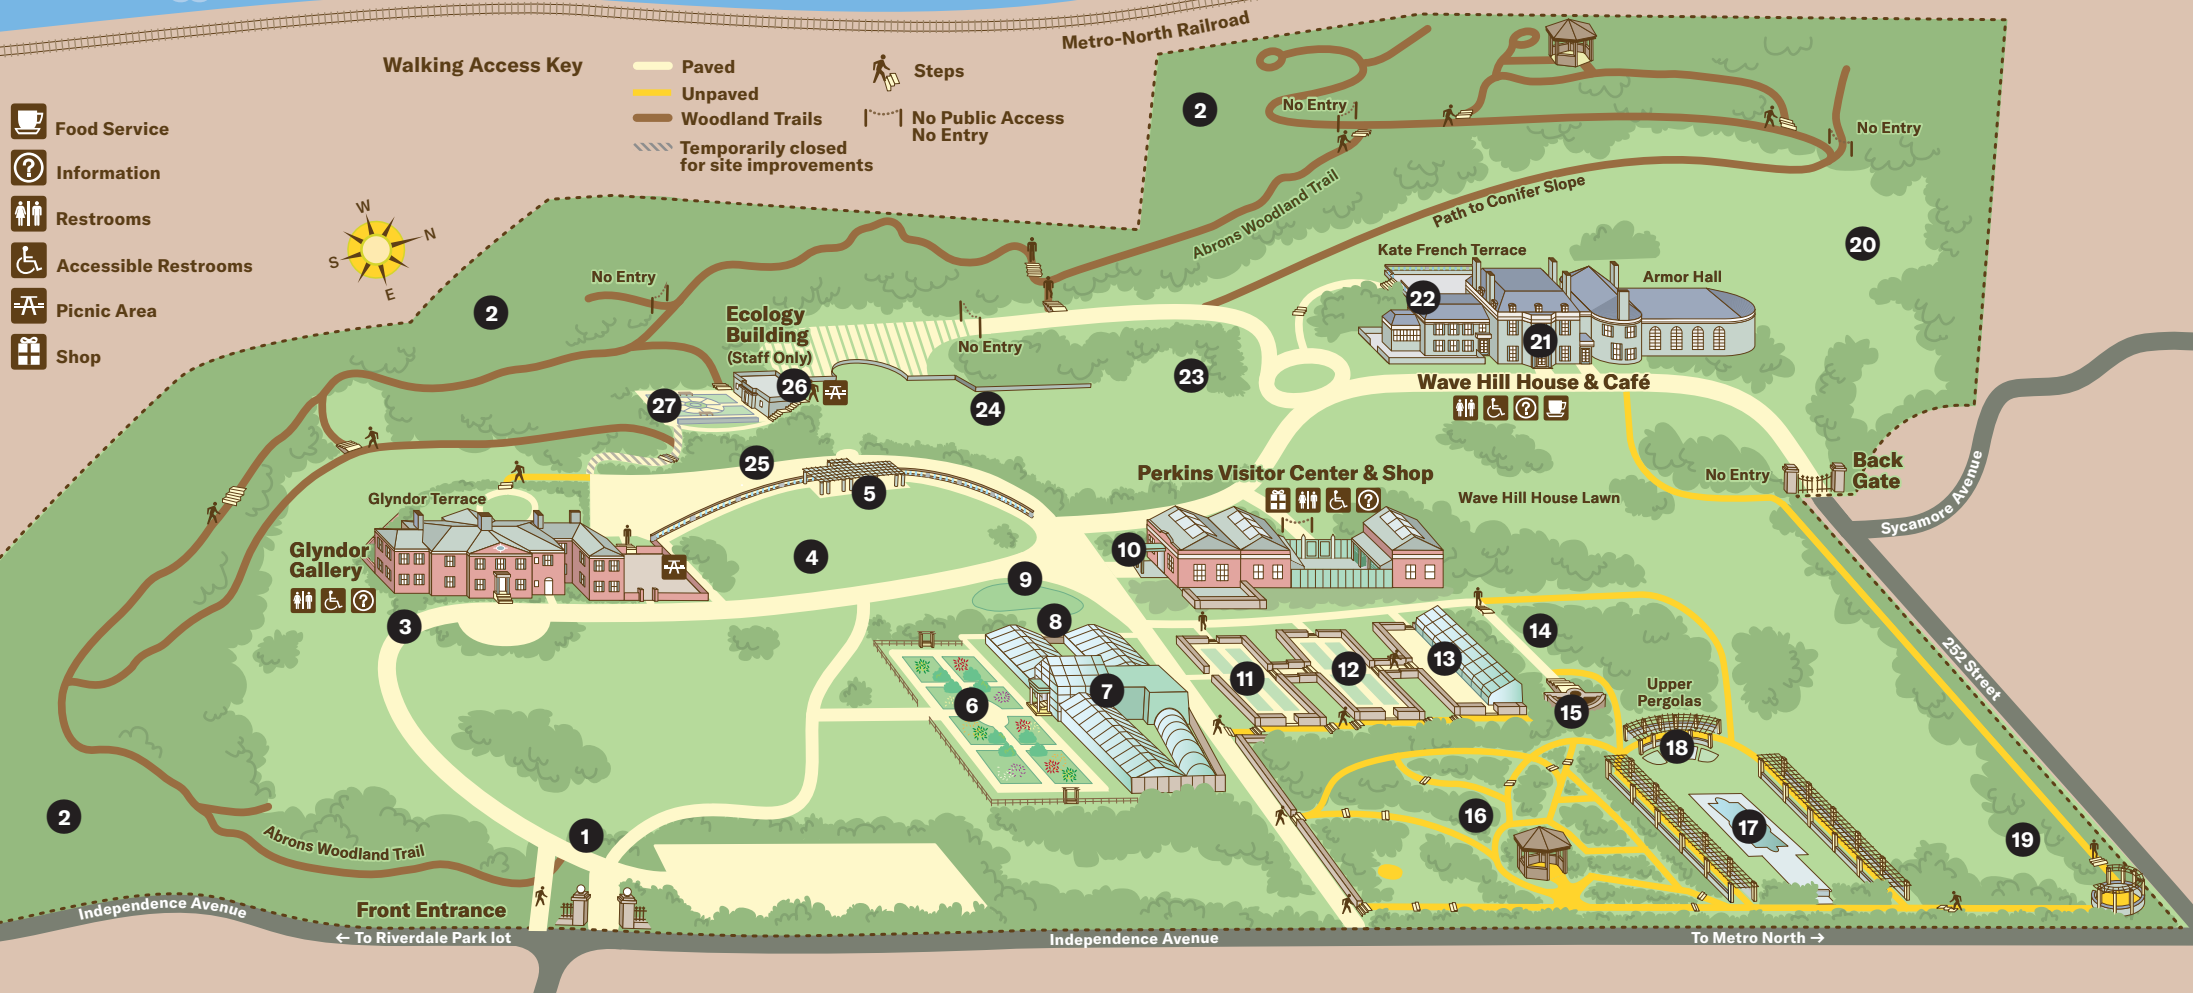 Metro-North Railroad
Walking Access Key
Paved
Unpaved
Woodland Trails
Temporarily closed
for site improvements
Steps
No Public Access
No Entry
Food Service
Information
Restrooms
Accessible Restrooms
Picnic Area
Shop
W
N
S
E
2
No Entry
No Entry
Abrons Woodland Trail
Path to Conifer Slope
20
Kate French Terrace
Armor Hall
22
21
Wave Hill House & Café
No Entry
2
Ecology
Building
(Staff Only)
No Entry
26
27
23
24
25
5
Glyndor Terrace
Glyndor
Gallery
3
4
Perkins Visitor Center & Shop
Wave Hill House Lawn
No Entry
Back
Gate
Sycamore Avenue
252 Street
10
9
8
7
6
11
12
13
14
15
Upper
Pergolas
18
16
17
19
2
1
Abrons Woodland Trail
Front Entrance
Independence Avenue
← To Riverdale Park lot
Independence Avenue
To Metro North →